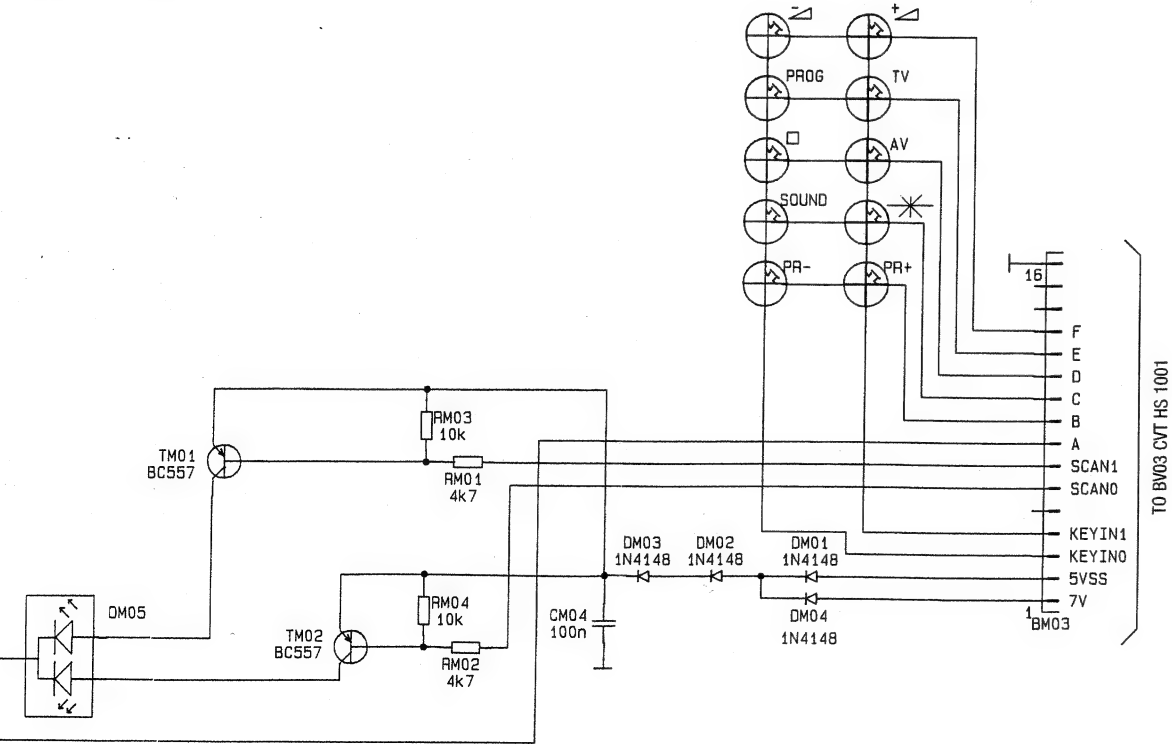 - +
PROG TV
AV
SOUND
PR- PR+
16
F
E
D
C
B
A
SCAN1
SCAN0
KEYIN1
KEYIN0
5VSS
7V
1
BM03
TO BV03 CVT HS 1001
RM03
10k
TM01
BC557
RM01
4k7
DM03
1N4148
DM02
1N4148
DM01
1N4148
DM04
1N4148
DM05
RM04
10k
CM04
100n
TM02
BC557
RM02
4k7